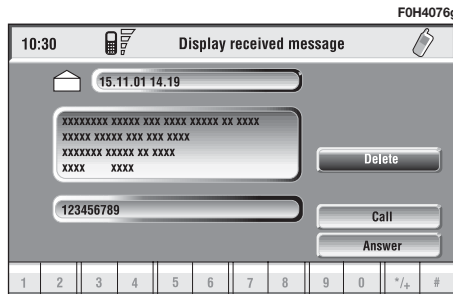 F0H4076g
10:30 Display received message
15.11.01 14.19
xxxxxxxx xxxxx xxx xxxx xxxxx xx xxxx
xxxxx xxxxx xxx xxx xxxx
xxxxxxx xxxxx xx xxxx
xxxx xxxx
Delete
123456789
Call
Answer
1 2 3 4 5 6 7 8 9 0 */+ #